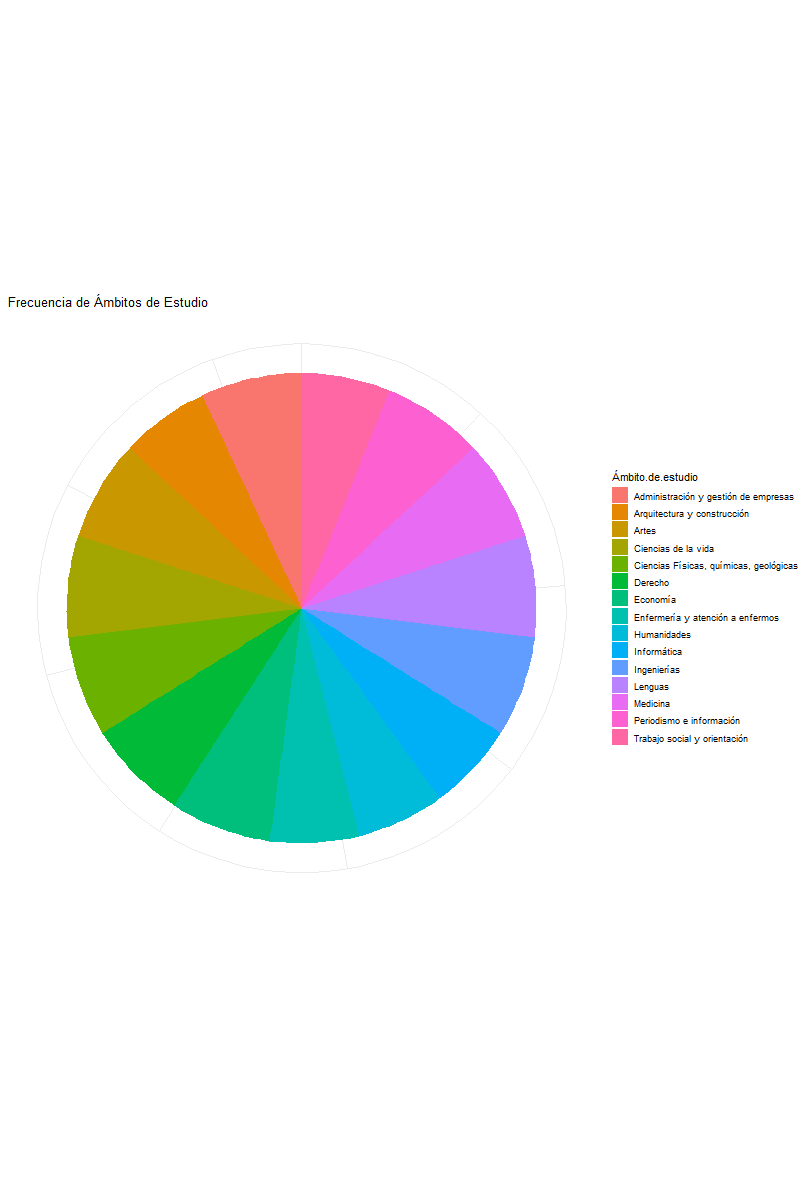 Frecuencia de Ámbitos de Estudio
Ámbito.de.estudio
Administración y gestión de empresas
Arquitectura y construcción
Artes
Ciencias de la vida
Ciencias Físicas, químicas, geológicas
Derecho
Economía
Enfermería y atención a enfermos
Humanidades
Informática
Ingenierías
Lenguas
Medicina
Periodismo e información
Trabajo social y orientación